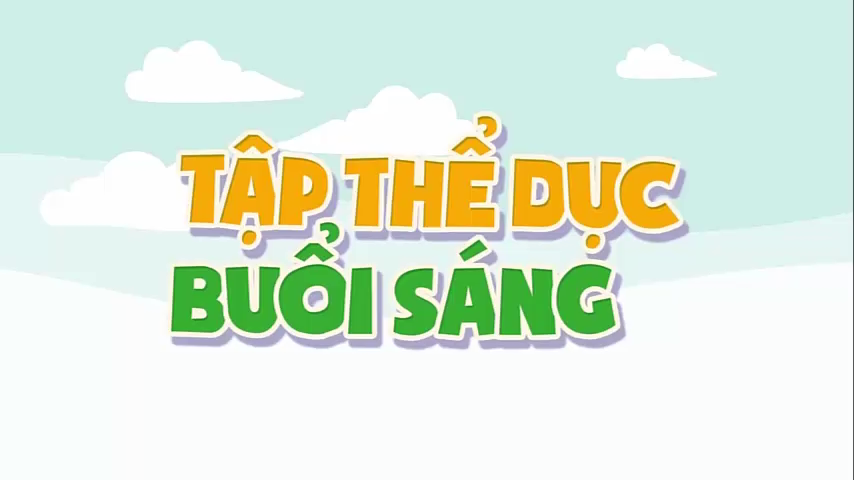 TẬP THỂ DỤC
BUỔI SÁNG